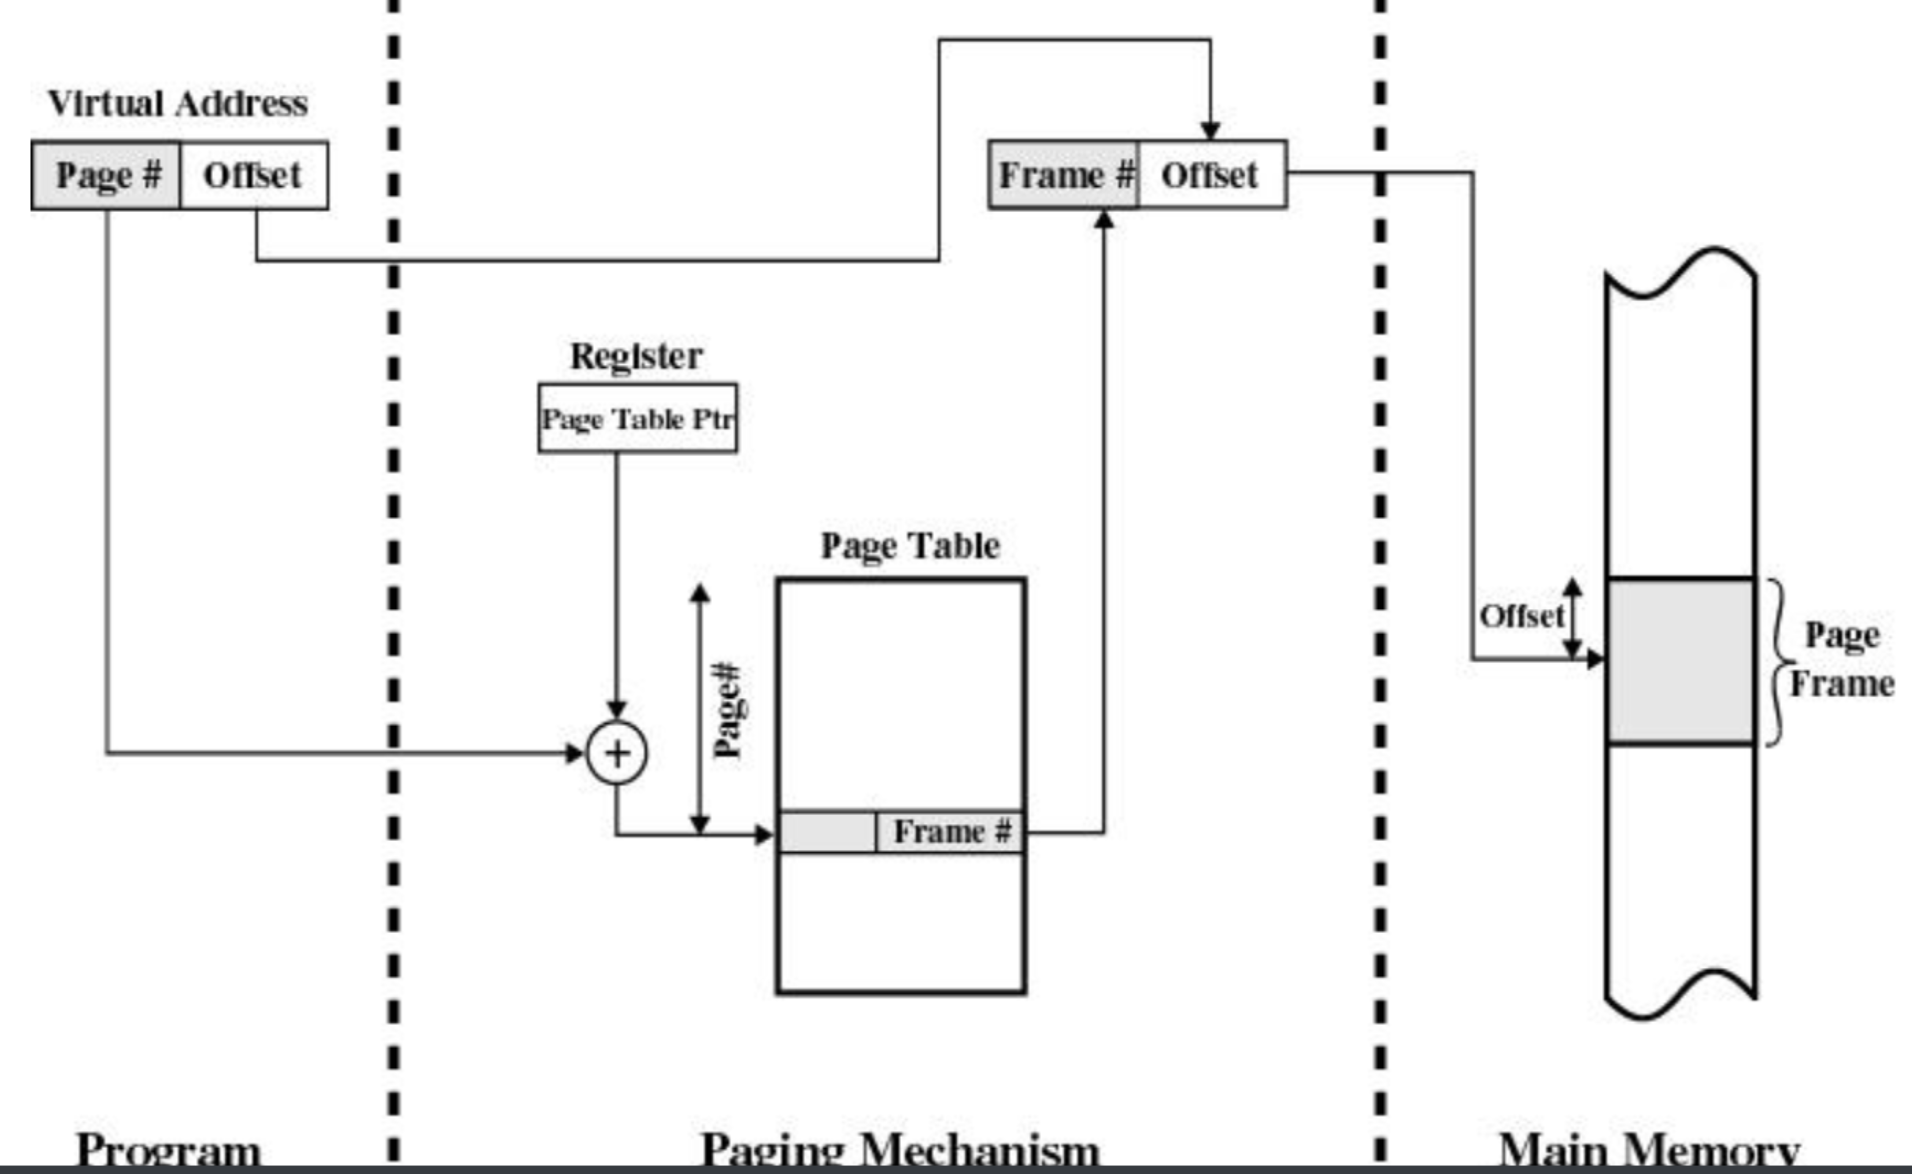 Virtual Address
Page # Offset
Frame # Offset
Register
Page Table Ptr
Page Table
Page#
+
Frame #
Offset
Page
Frame
Program
Paging Mechanism
Main Memory